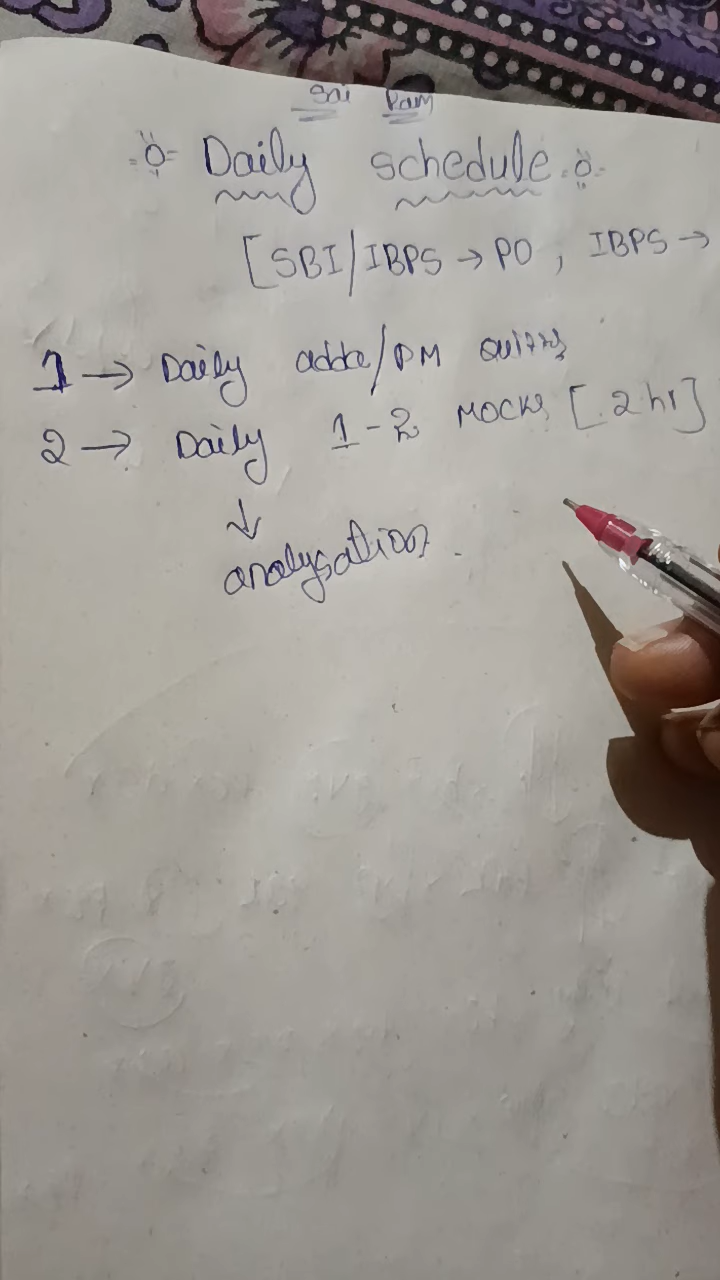 Sai Ram
Daily schedule
[SBI/IBPS → PO, IBPS →
1 → Daily adda/PM quizzs
2 → Daily 1-2 Mocks [2 hr]
↓
analysation.